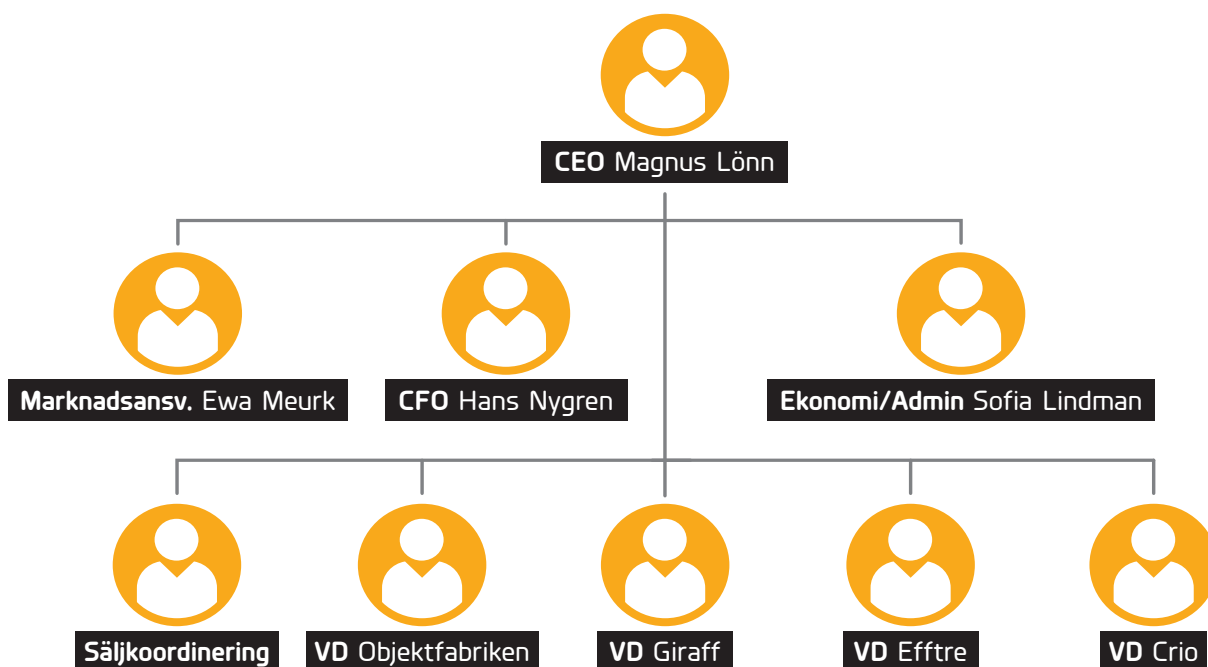 CEO Magnus Lönn
Marknadsansv. Ewa Meurk
CFO Hans Nygren
Ekonomi/Admin Sofia Lindman
Säljkoordinering
VD Objektfabriken
VD Giraff
VD Efftre
VD Crio